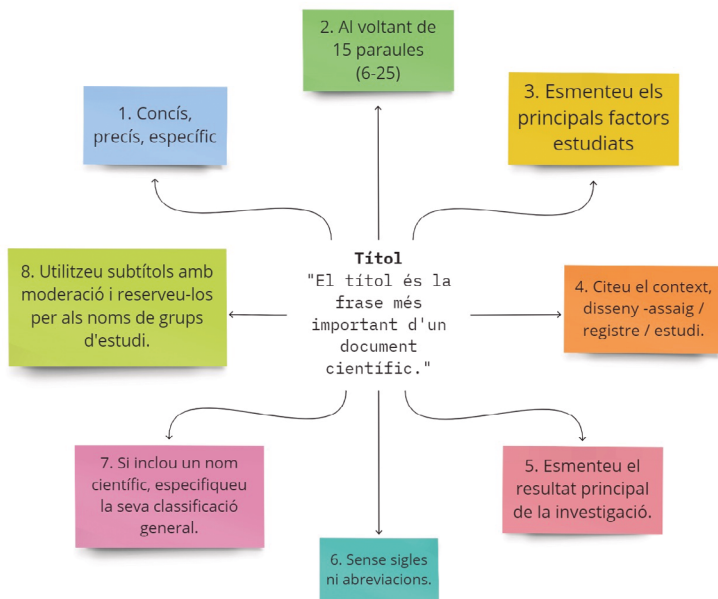 Títol
"El títol és la
frase més
important d'un
document
científic."
1. Concís,
precís, específic
2. Al voltant de
15 paraules
(6-25)
3. Esmenteu els
principals factors
estudiats
4. Citeu el context,
disseny -assaig /
registre / estudi.
5. Esmenteu el
resultat principal
de la investigació.
6. Sense sigles
ni abreviacions.
7. Si inclou un nom
científic, especifiqueu
la seva classificació
general.
8. Utilitzeu subtítols amb
moderació i reserveu-los
per als noms de grups
d'estudi.